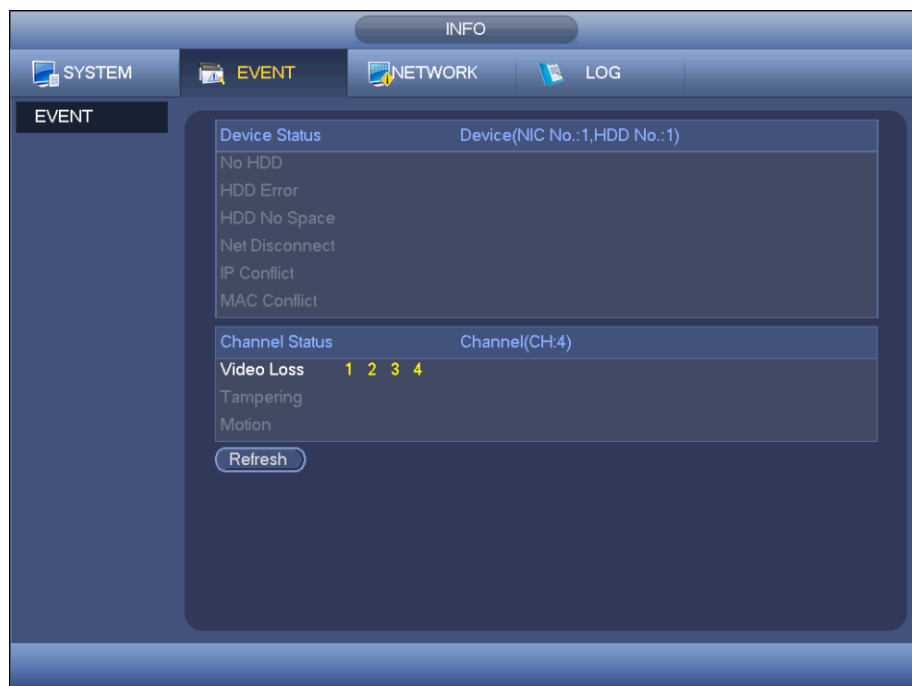 INFO
SYSTEM EVENT NETWORK LOG
EVENT
Device Status Device(NIC No.:1,HDD No.:1)
No HDD
HDD Error
HDD No Space
Net Disconnect
IP Conflict
MAC Conflict
Channel Status Channel(CH:4)
Video Loss 1 2 3 4
Tampering
Motion
Refresh